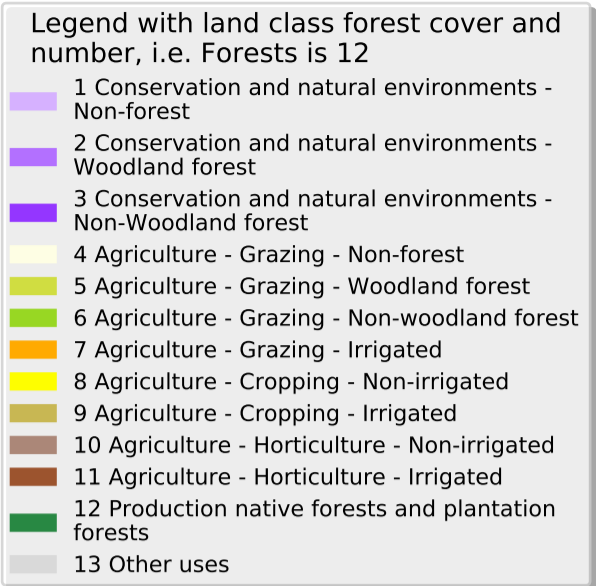 Legend with land class forest cover and
number, i.e. Forests is 12
1 Conservation and natural environments -
Non-forest
2 Conservation and natural environments -
Woodland forest
3 Conservation and natural environments -
Non-Woodland forest
4 Agriculture - Grazing - Non-forest
5 Agriculture - Grazing - Woodland forest
6 Agriculture - Grazing - Non-woodland forest
7 Agriculture - Grazing - Irrigated
8 Agriculture - Cropping - Non-irrigated
9 Agriculture - Cropping - Irrigated
10 Agriculture - Horticulture - Non-irrigated
11 Agriculture - Horticulture - Irrigated
12 Production native forests and plantation
forests
13 Other uses